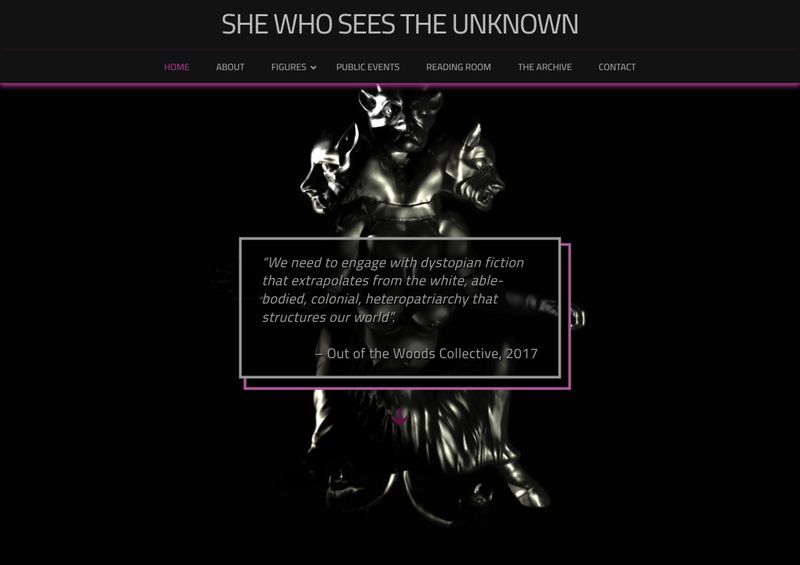 SHE WHO SEES THE UNKNOWN
HOME ABOUT FIGURES PUBLIC EVENTS READING ROOM THE ARCHIVE CONTACT
"We need to engage with dystopian fiction
that extrapolates from the white, able-
bodied, colonial, heteropatriarchy that
structures our world".
– Out of the Woods Collective, 2017